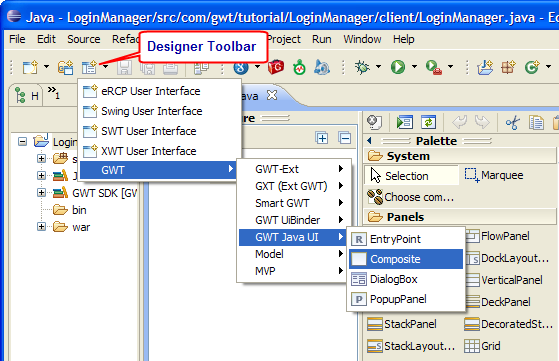 Java - LoginManager/src/com/gwt/tutorial/LoginManager/client/LoginManager.java - Ec
File Edit Source Project Run Window Help
Designer Toolbar
H »1 ava
eRCP User Interface
Swing User Interface
SWT User Interface
XWT User Interface
GWT
Login
s
J
GWT SDK [GW
bin
war
ure
GWT-Ext
GXT (Ext GWT)
Smart GWT
GWT UiBinder
GWT Java UI
Model
MVP
EntryPoint
Composite
DialogBox
PopupPanel
Palette
System
Selection Marquee
Choose com...
Panels
FlowPanel
DockLayout...
VerticalPanel
DeckPanel
StackPanel DecoratedSt...
StackLayout... Grid